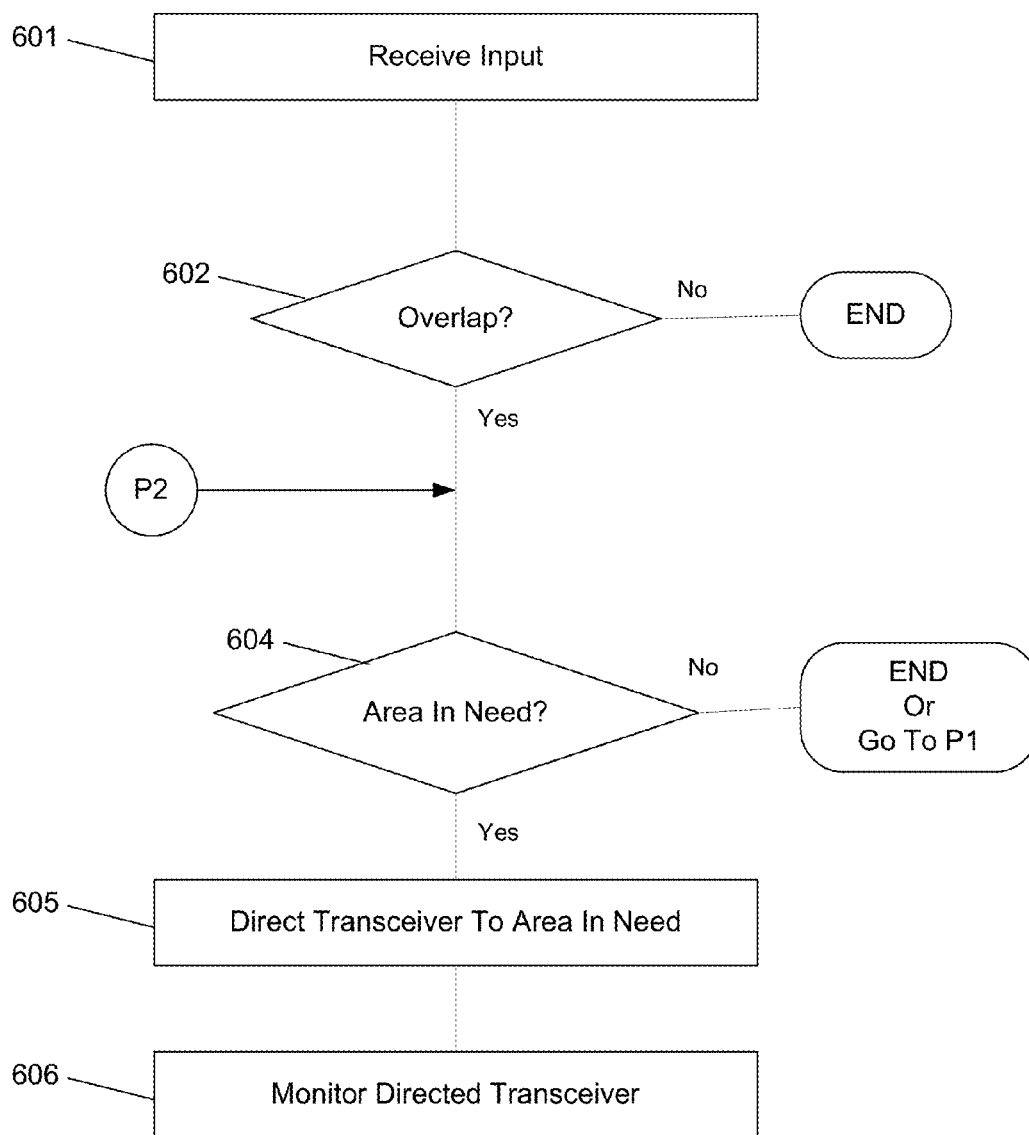 601
Receive Input
602
Overlap?
No
END
Yes
P2
604
Area In Need?
No
END
Or
Go To P1
Yes
605
Direct Transceiver To Area In Need
606
Monitor Directed Transceiver